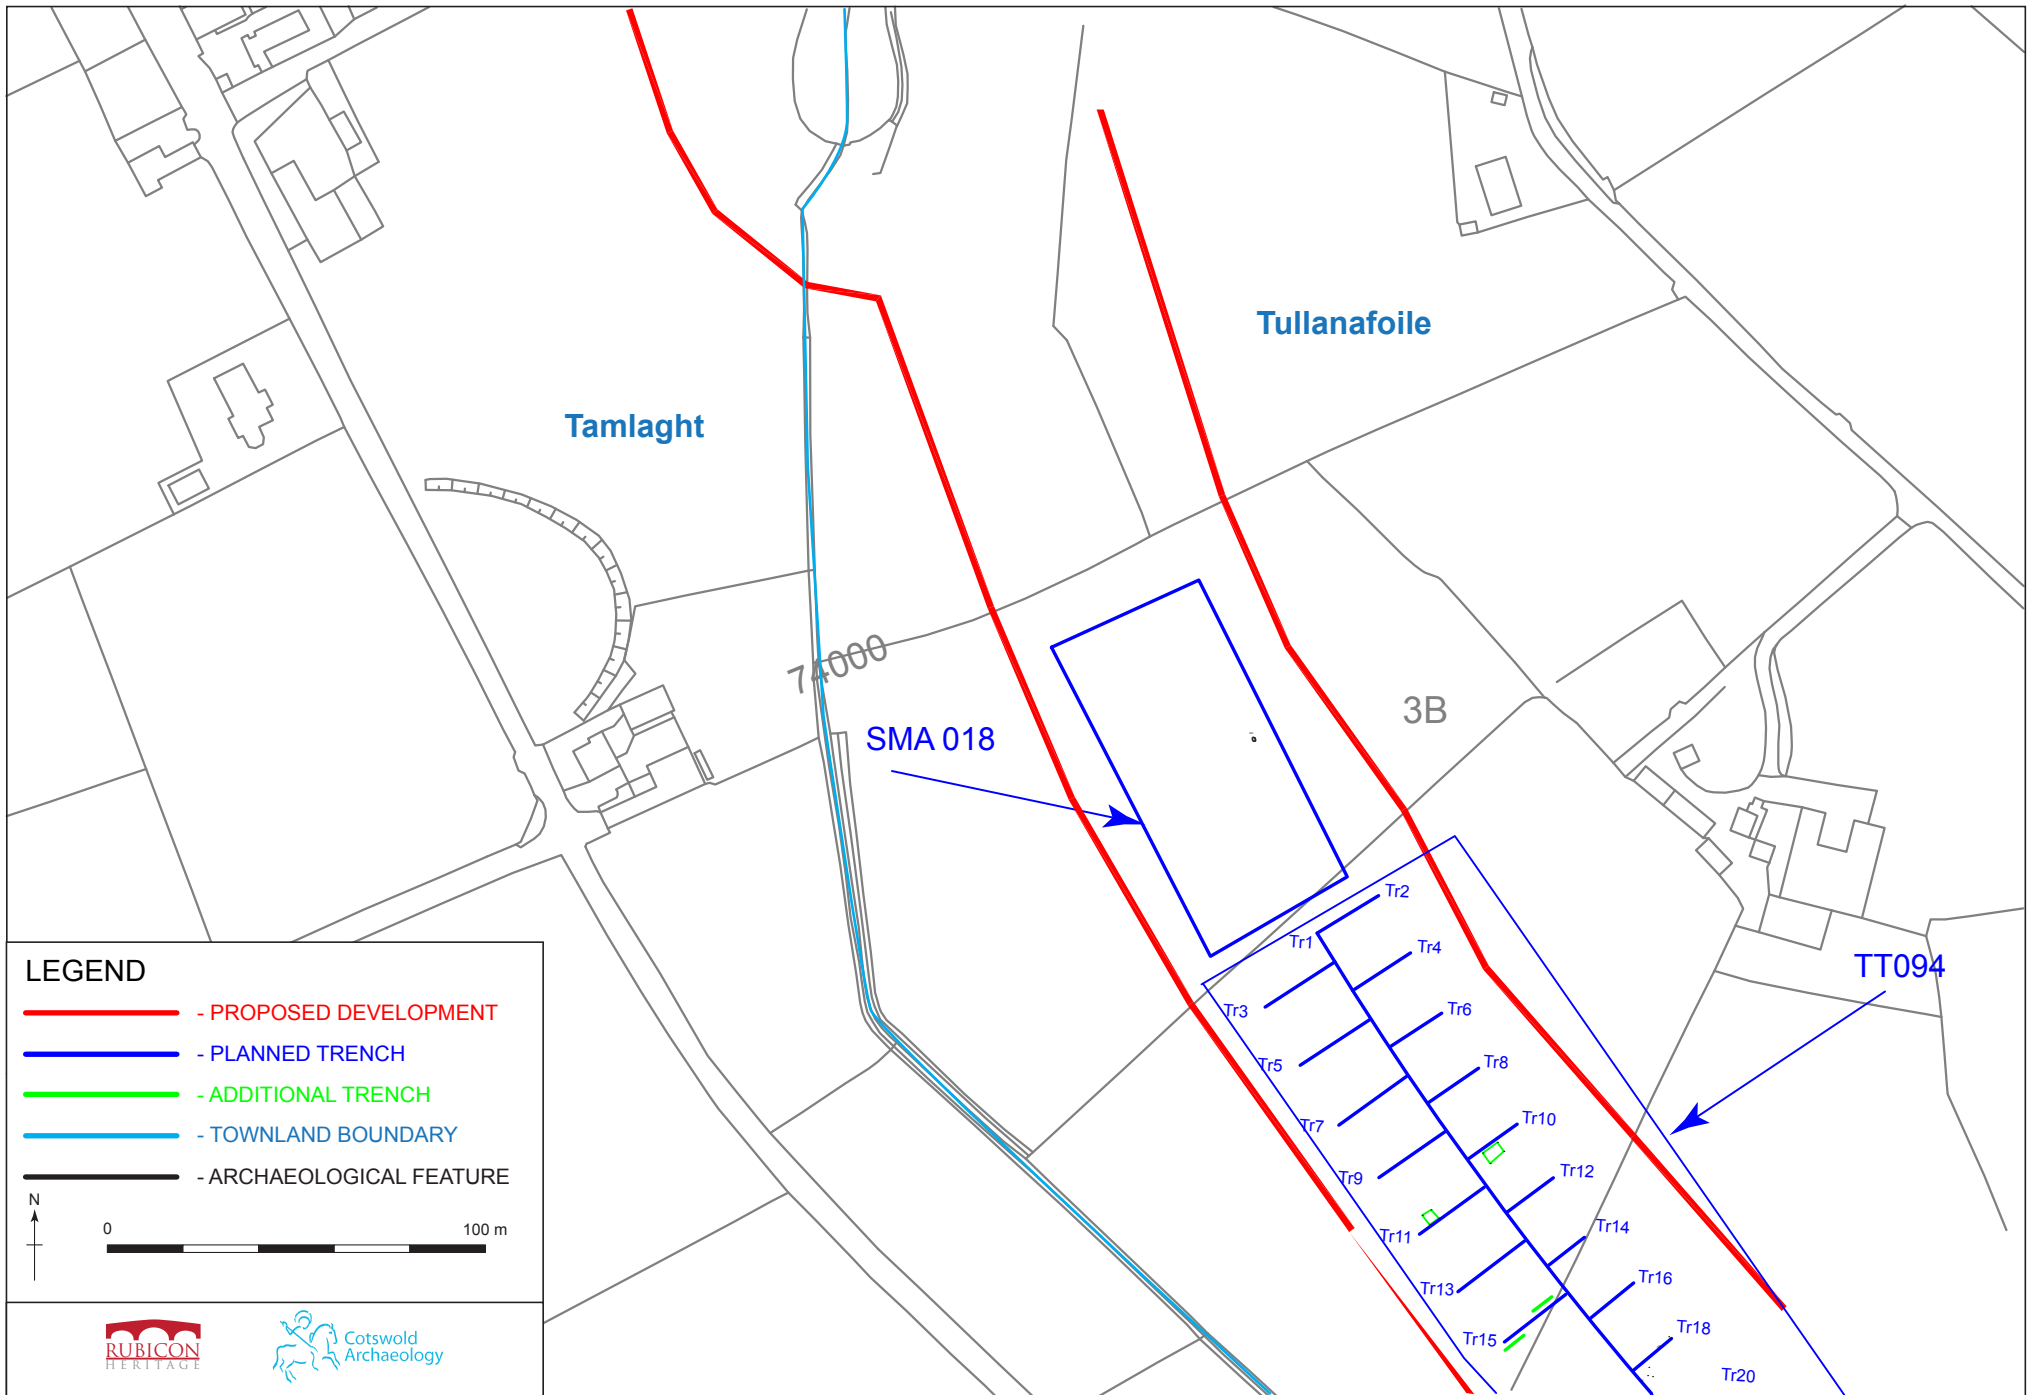 Tullanafoile
Tamlaght
74000
3B
SMA 018
TT094
Tr2
Tr1
Tr4
Tr3
Tr6
Tr5
Tr8
Tr7
Tr10
Tr9
Tr12
Tr11
Tr14
Tr13
Tr16
Tr15
Tr18
Tr20
LEGEND
- PROPOSED DEVELOPMENT
- PLANNED TRENCH
- ADDITIONAL TRENCH
- TOWNLAND BOUNDARY
- ARCHAEOLOGICAL FEATURE
N
0 100 m
RUBICON
HERITAGE
Cotswold
Archaeology